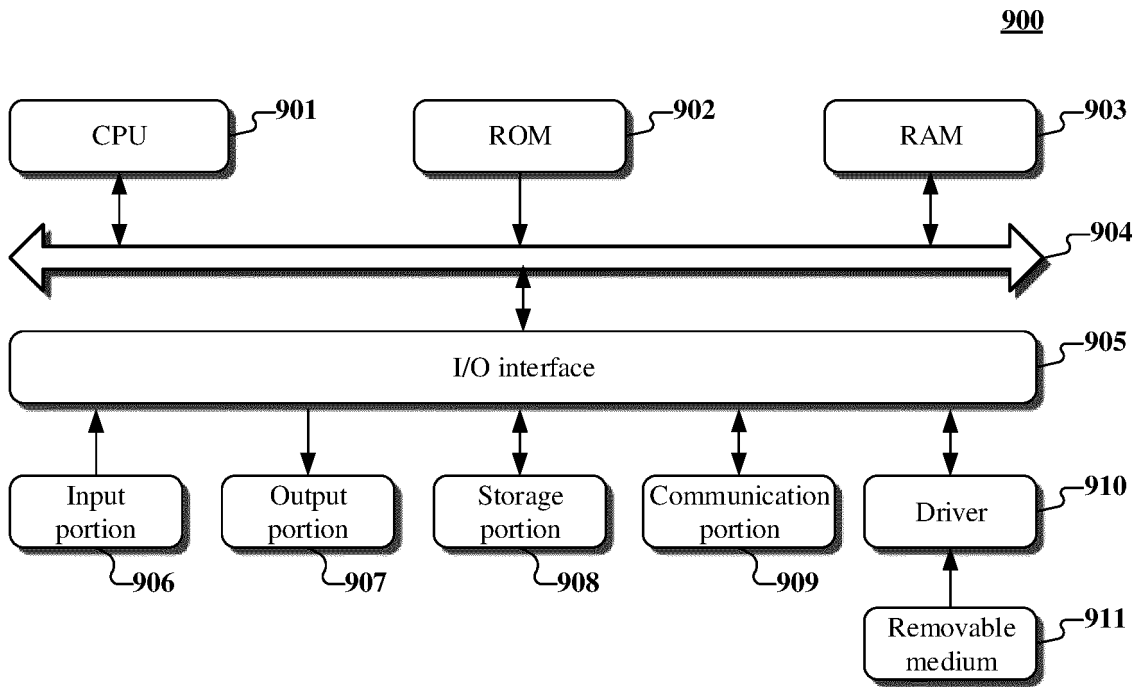 900
CPU
901
ROM
902
RAM
903
904
I/O interface
905
Input
portion
906
Output
portion
907
Storage
portion
908
Communication
portion
909
Driver
910
Removable
medium
911